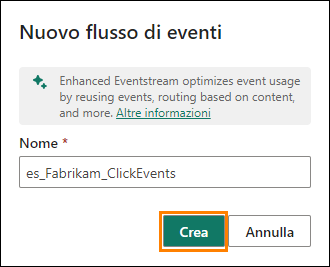 Nuovo flusso di eventi
Enhanced Eventstream optimizes event usage
by reusing events, routing based on content,
and more. Altre informazioni
Nome *
es_Fabrikam_ClickEvents
Crea
Annulla